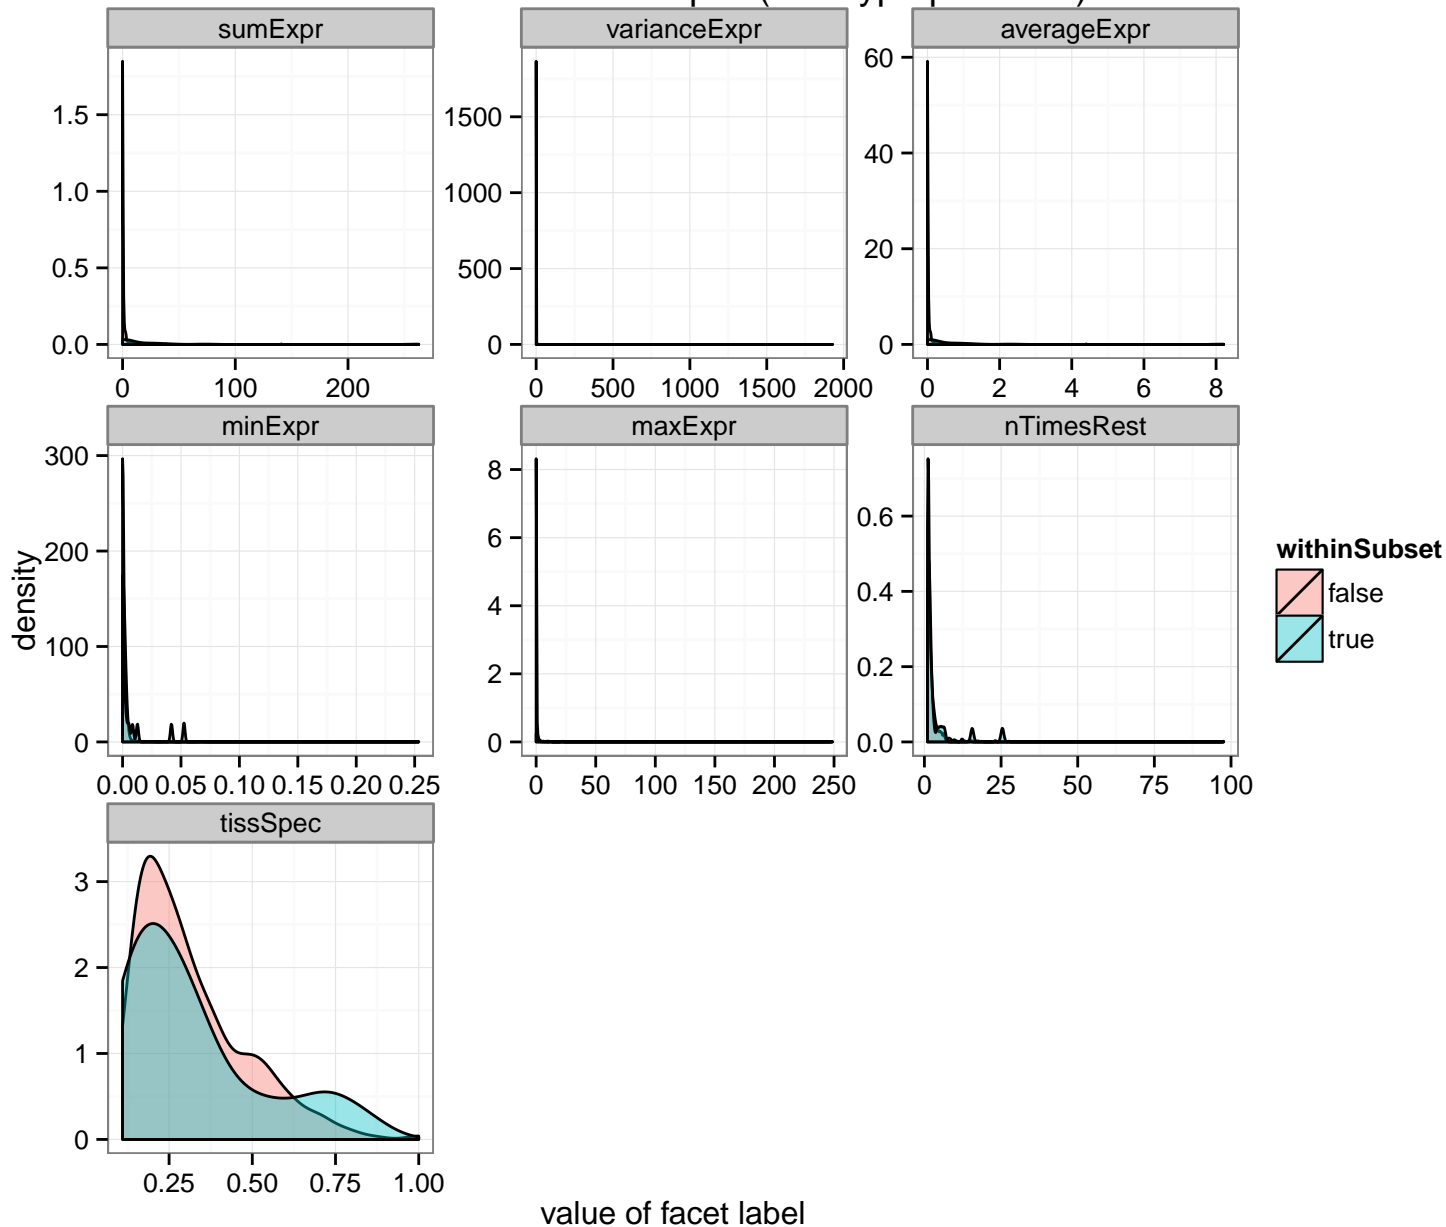 sumExpr varianceExpr averageExpr
1.5 1500 60
1.0 1000 40
0.5 500 20
0.0 0 0
0 100 200 0 500 1000 1500 2000 0 2 4 6 8
minExpr maxExpr nTimesRest
300 8 0.6
200 6 0.4
100 4 0.2
0 2 0.0
0
0.00 0.05 0.10 0.15 0.20 0.25 0 50 100 150 200 250 0 25 50 75 100
density
tissSpec
3
2
1
0
0.25 0.50 0.75 1.00
value of facet label
withinSubset
false
true